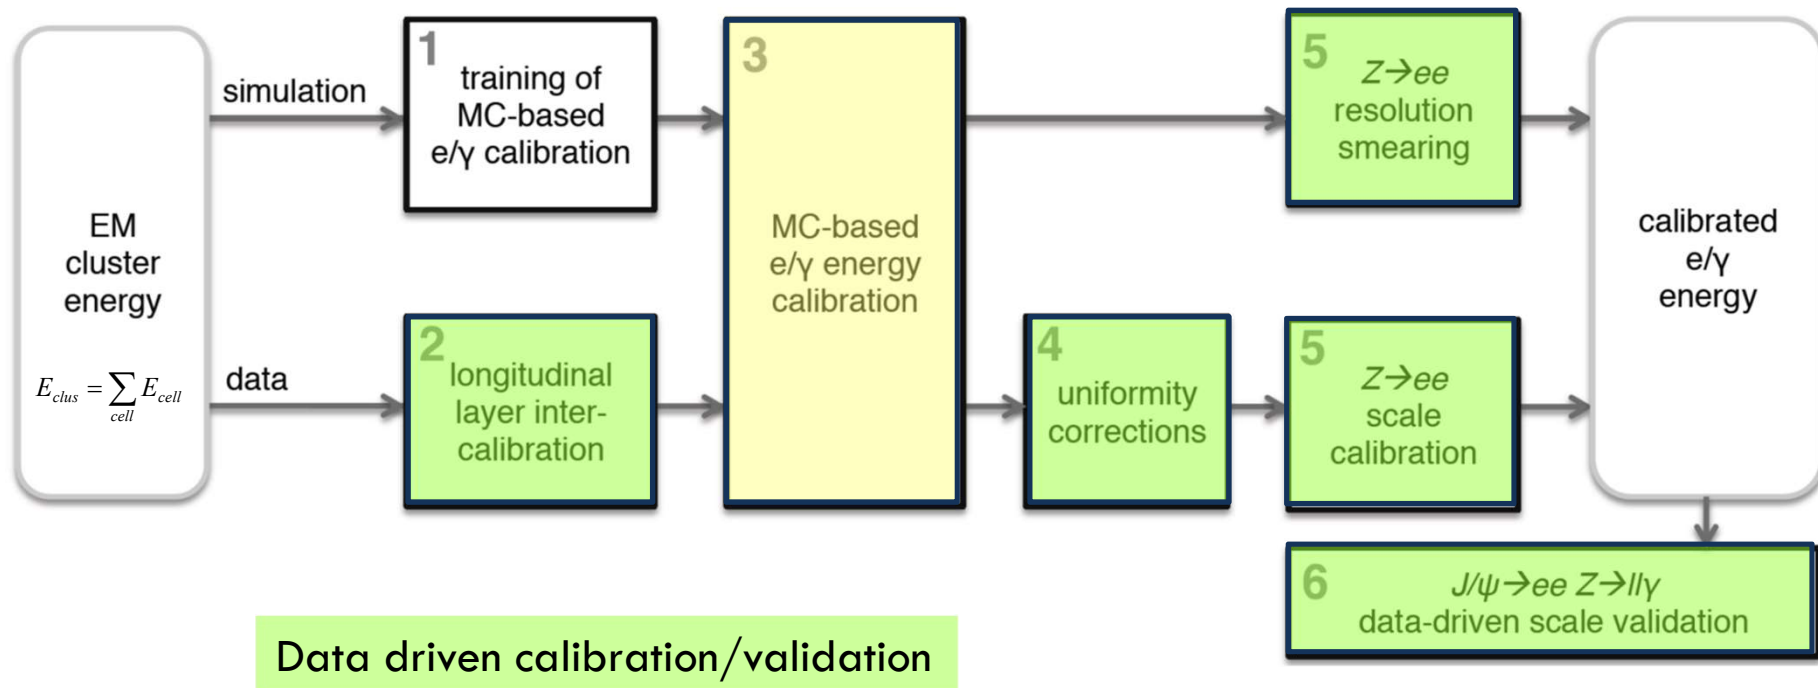 EM
cluster
energy
E_clus = ∑_cell E_cell
simulation
data
1
training of
MC-based
e/γ calibration
2
longitudinal
layer inter-
calibration
3
MC-based
e/γ energy
calibration
4
uniformity
corrections
5
Z→ee
resolution
smearing
5
Z→ee
scale
calibration
calibrated
e/γ
energy
6
J/ψ→ee Z→llγ
data-driven scale validation
Data driven calibration/validation